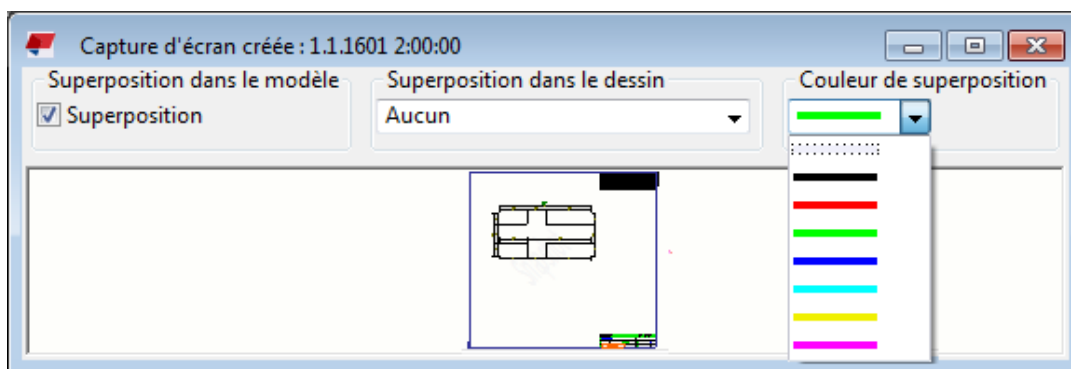 Capture d'écran créée : 1.1.1601 2:00:00
Superposition dans le modèle
Superposition dans le dessin
Couleur de superposition
Superposition
Aucun